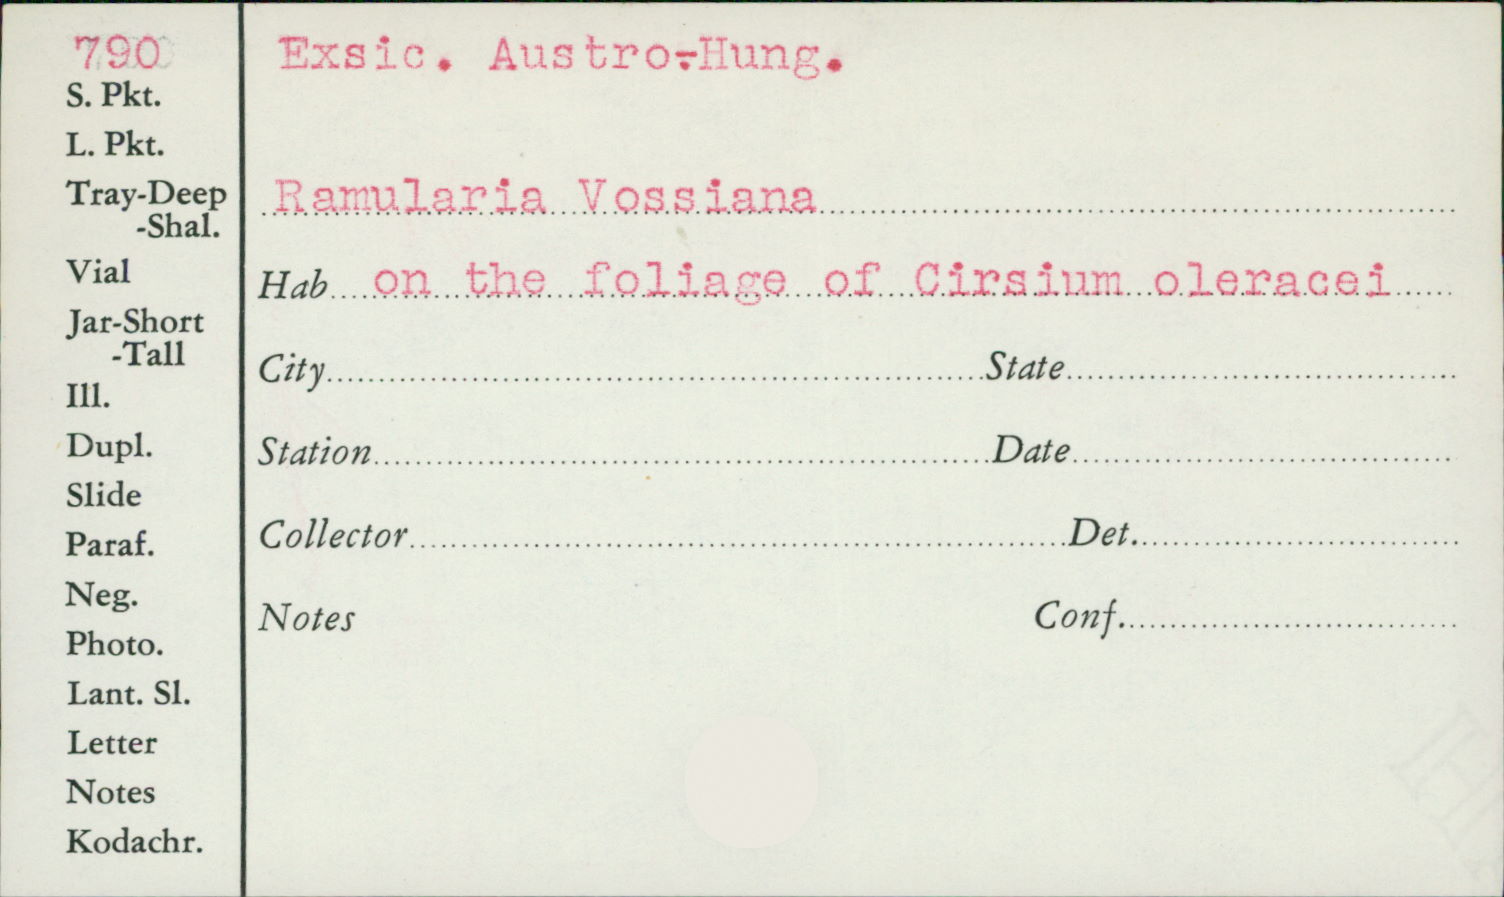 790
Exsic. Austro-Hung.
S. Pkt.
L. Pkt.
Tray-Deep
-Shal.
Ramularia Vossiana
Vial
Hab on the foliage of Cirsium oleracei
Jar-Short
-Tall
City State
Ill.
Dupl.
Station Date
Slide
Paraf.
Collector Det.
Neg.
Notes Conf.
Photo.
Lant. Sl.
Letter
Notes
Kodachr.